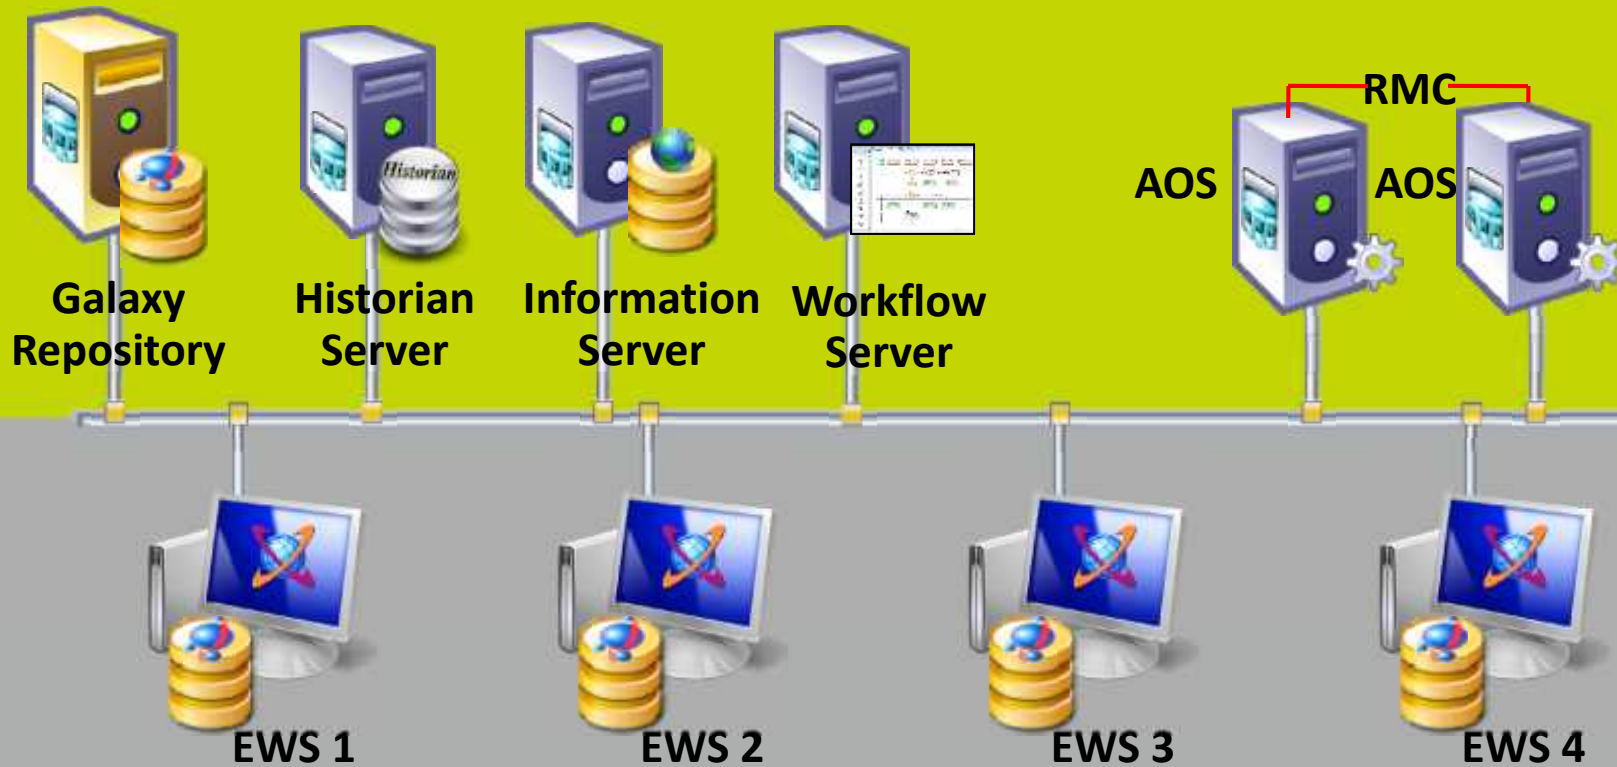 RMC
AOS
AOS
Historian
Galaxy
Repository
Historian
Server
Information
Server
Workflow
Server
EWS 1
EWS 2
EWS 3
EWS 4